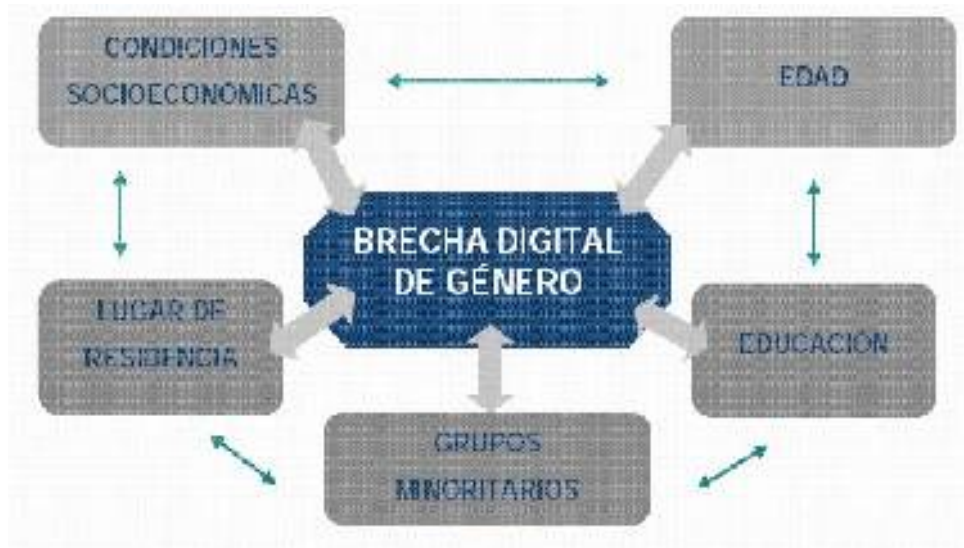 CONDICIONES
SOCIOECONÓMICAS
EDAD
BRECHA DIGITAL
DE GÉNERO
LUGAR DE
RESIDENCIA
EDUCACIÓN
GRUPOS
MINORITARIOS